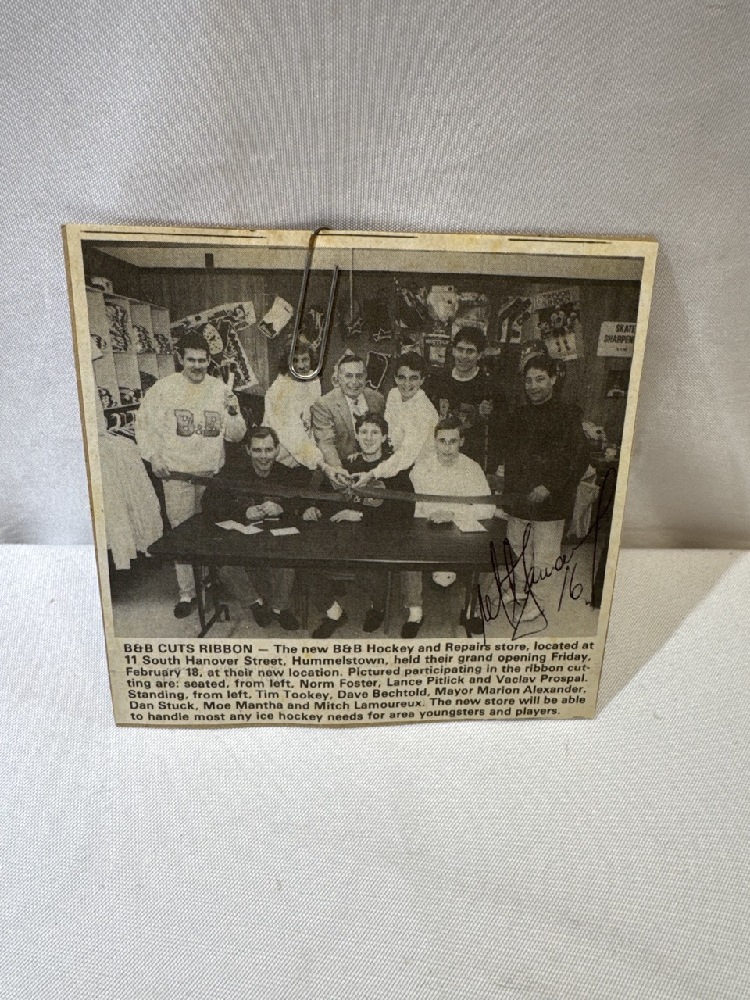 B&B
SKATE
SHARPENING
B&B CUTS RIBBON — The new B&B Hockey and Repairs store, located at
11 South Hanover Street, Hummelstown, held their grand opening Friday,
February 18, at their new location. Pictured participating in the ribbon cut-
ting are: seated, from left, Norm Foster, Lance Pitlick and Vaclav Prospal.
Standing, from left, Tim Tookey, Dave Bechtold, Mayor Marion Alexander,
Dan Stuck, Moe Mantha and Mitch Lamoureux. The new store will be able
to handle most any ice hockey needs for area youngsters and players.
16